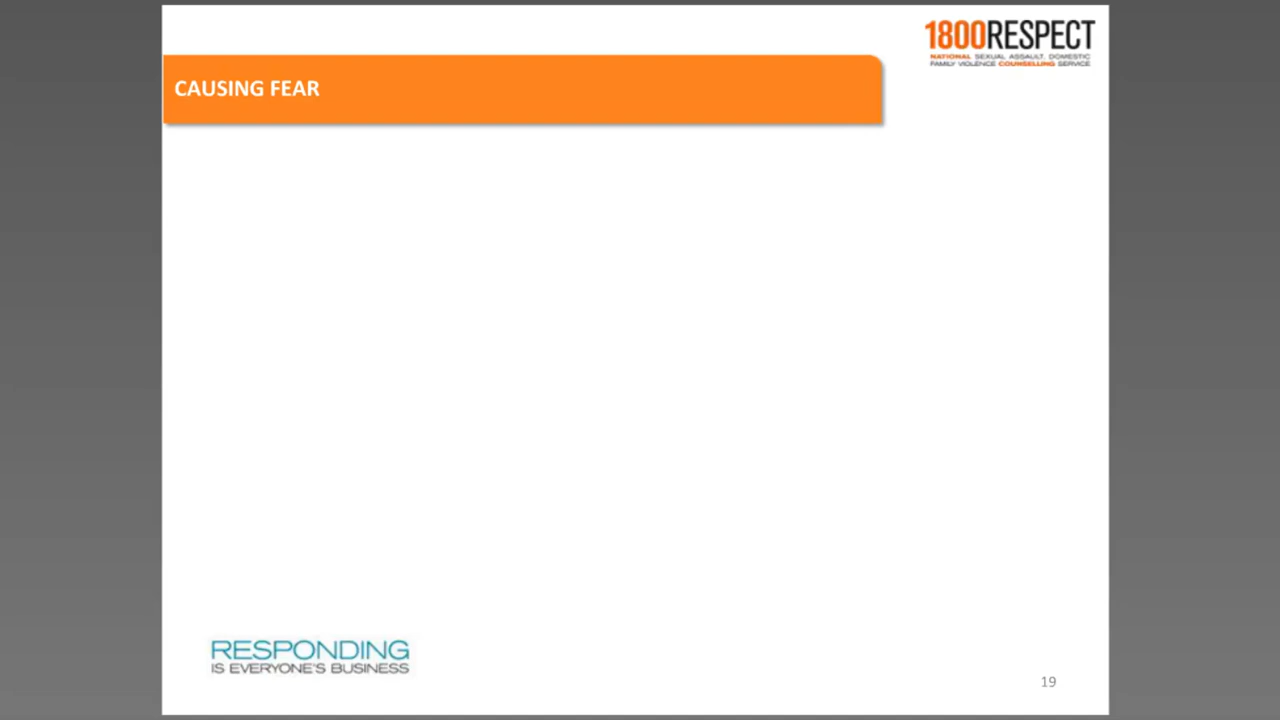 1800RESPECT
NATIONAL SEXUAL ASSAULT, DOMESTIC
FAMILY VIOLENCE COUNSELLING SERVICE
CAUSING FEAR
RESPONDING
IS EVERYONE'S BUSINESS
19